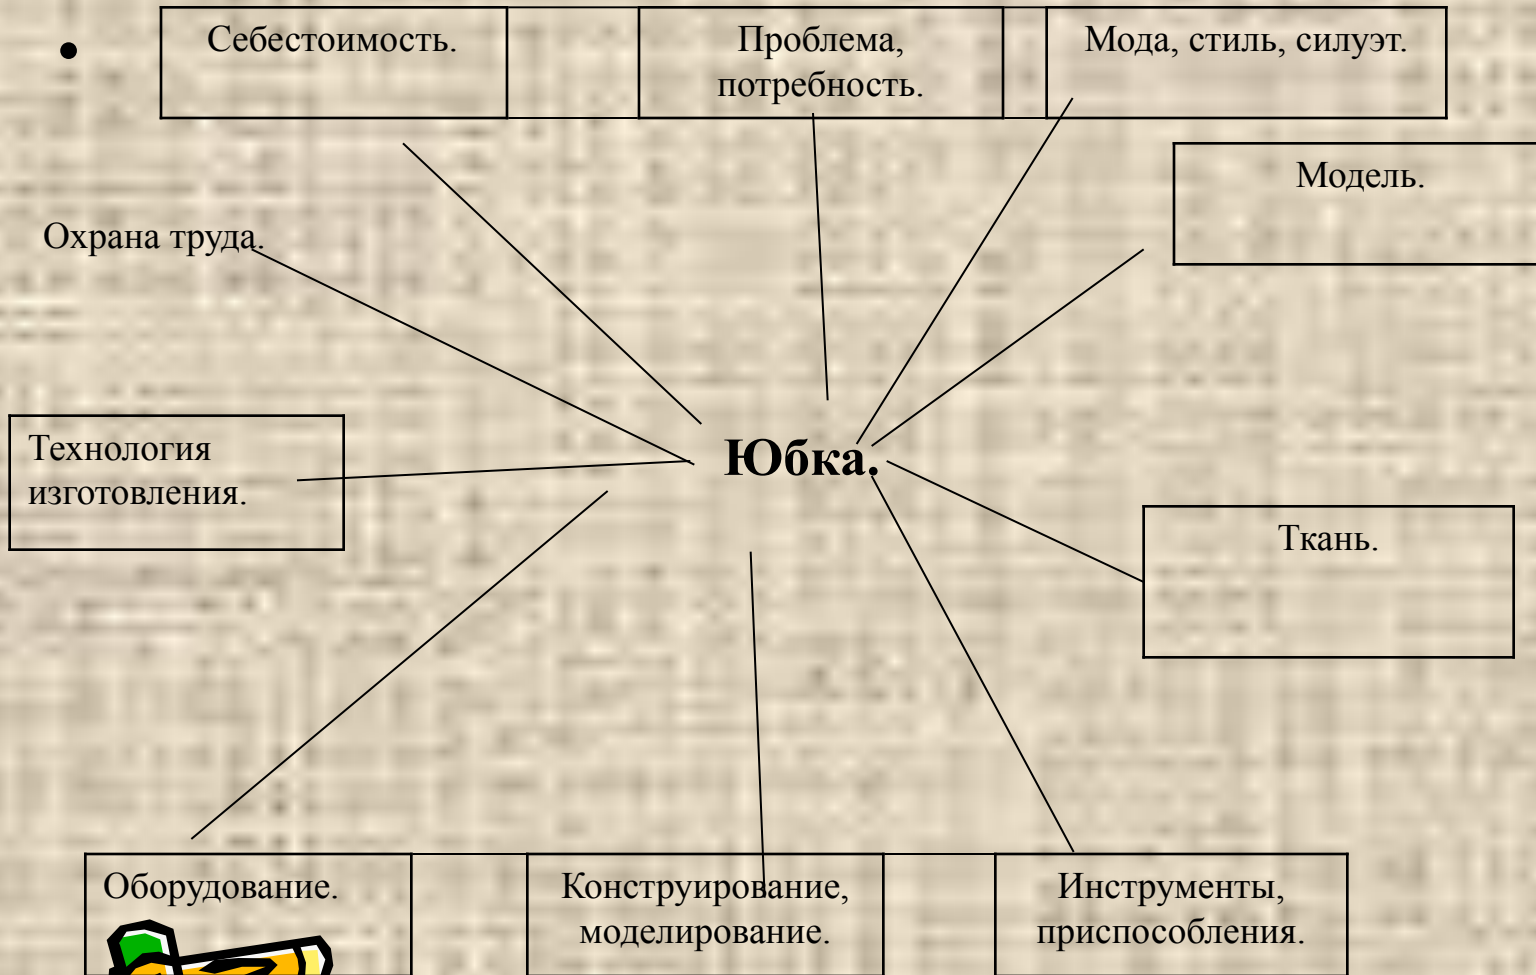 Себестоимость.
Проблема,
потребность.
Мода, стиль, силуэт.
Модель.
Охрана труда.
Технология
изготовления.
Юбка.
Ткань.
Оборудование.
Конструирование,
моделирование.
Инструменты,
приспособления.